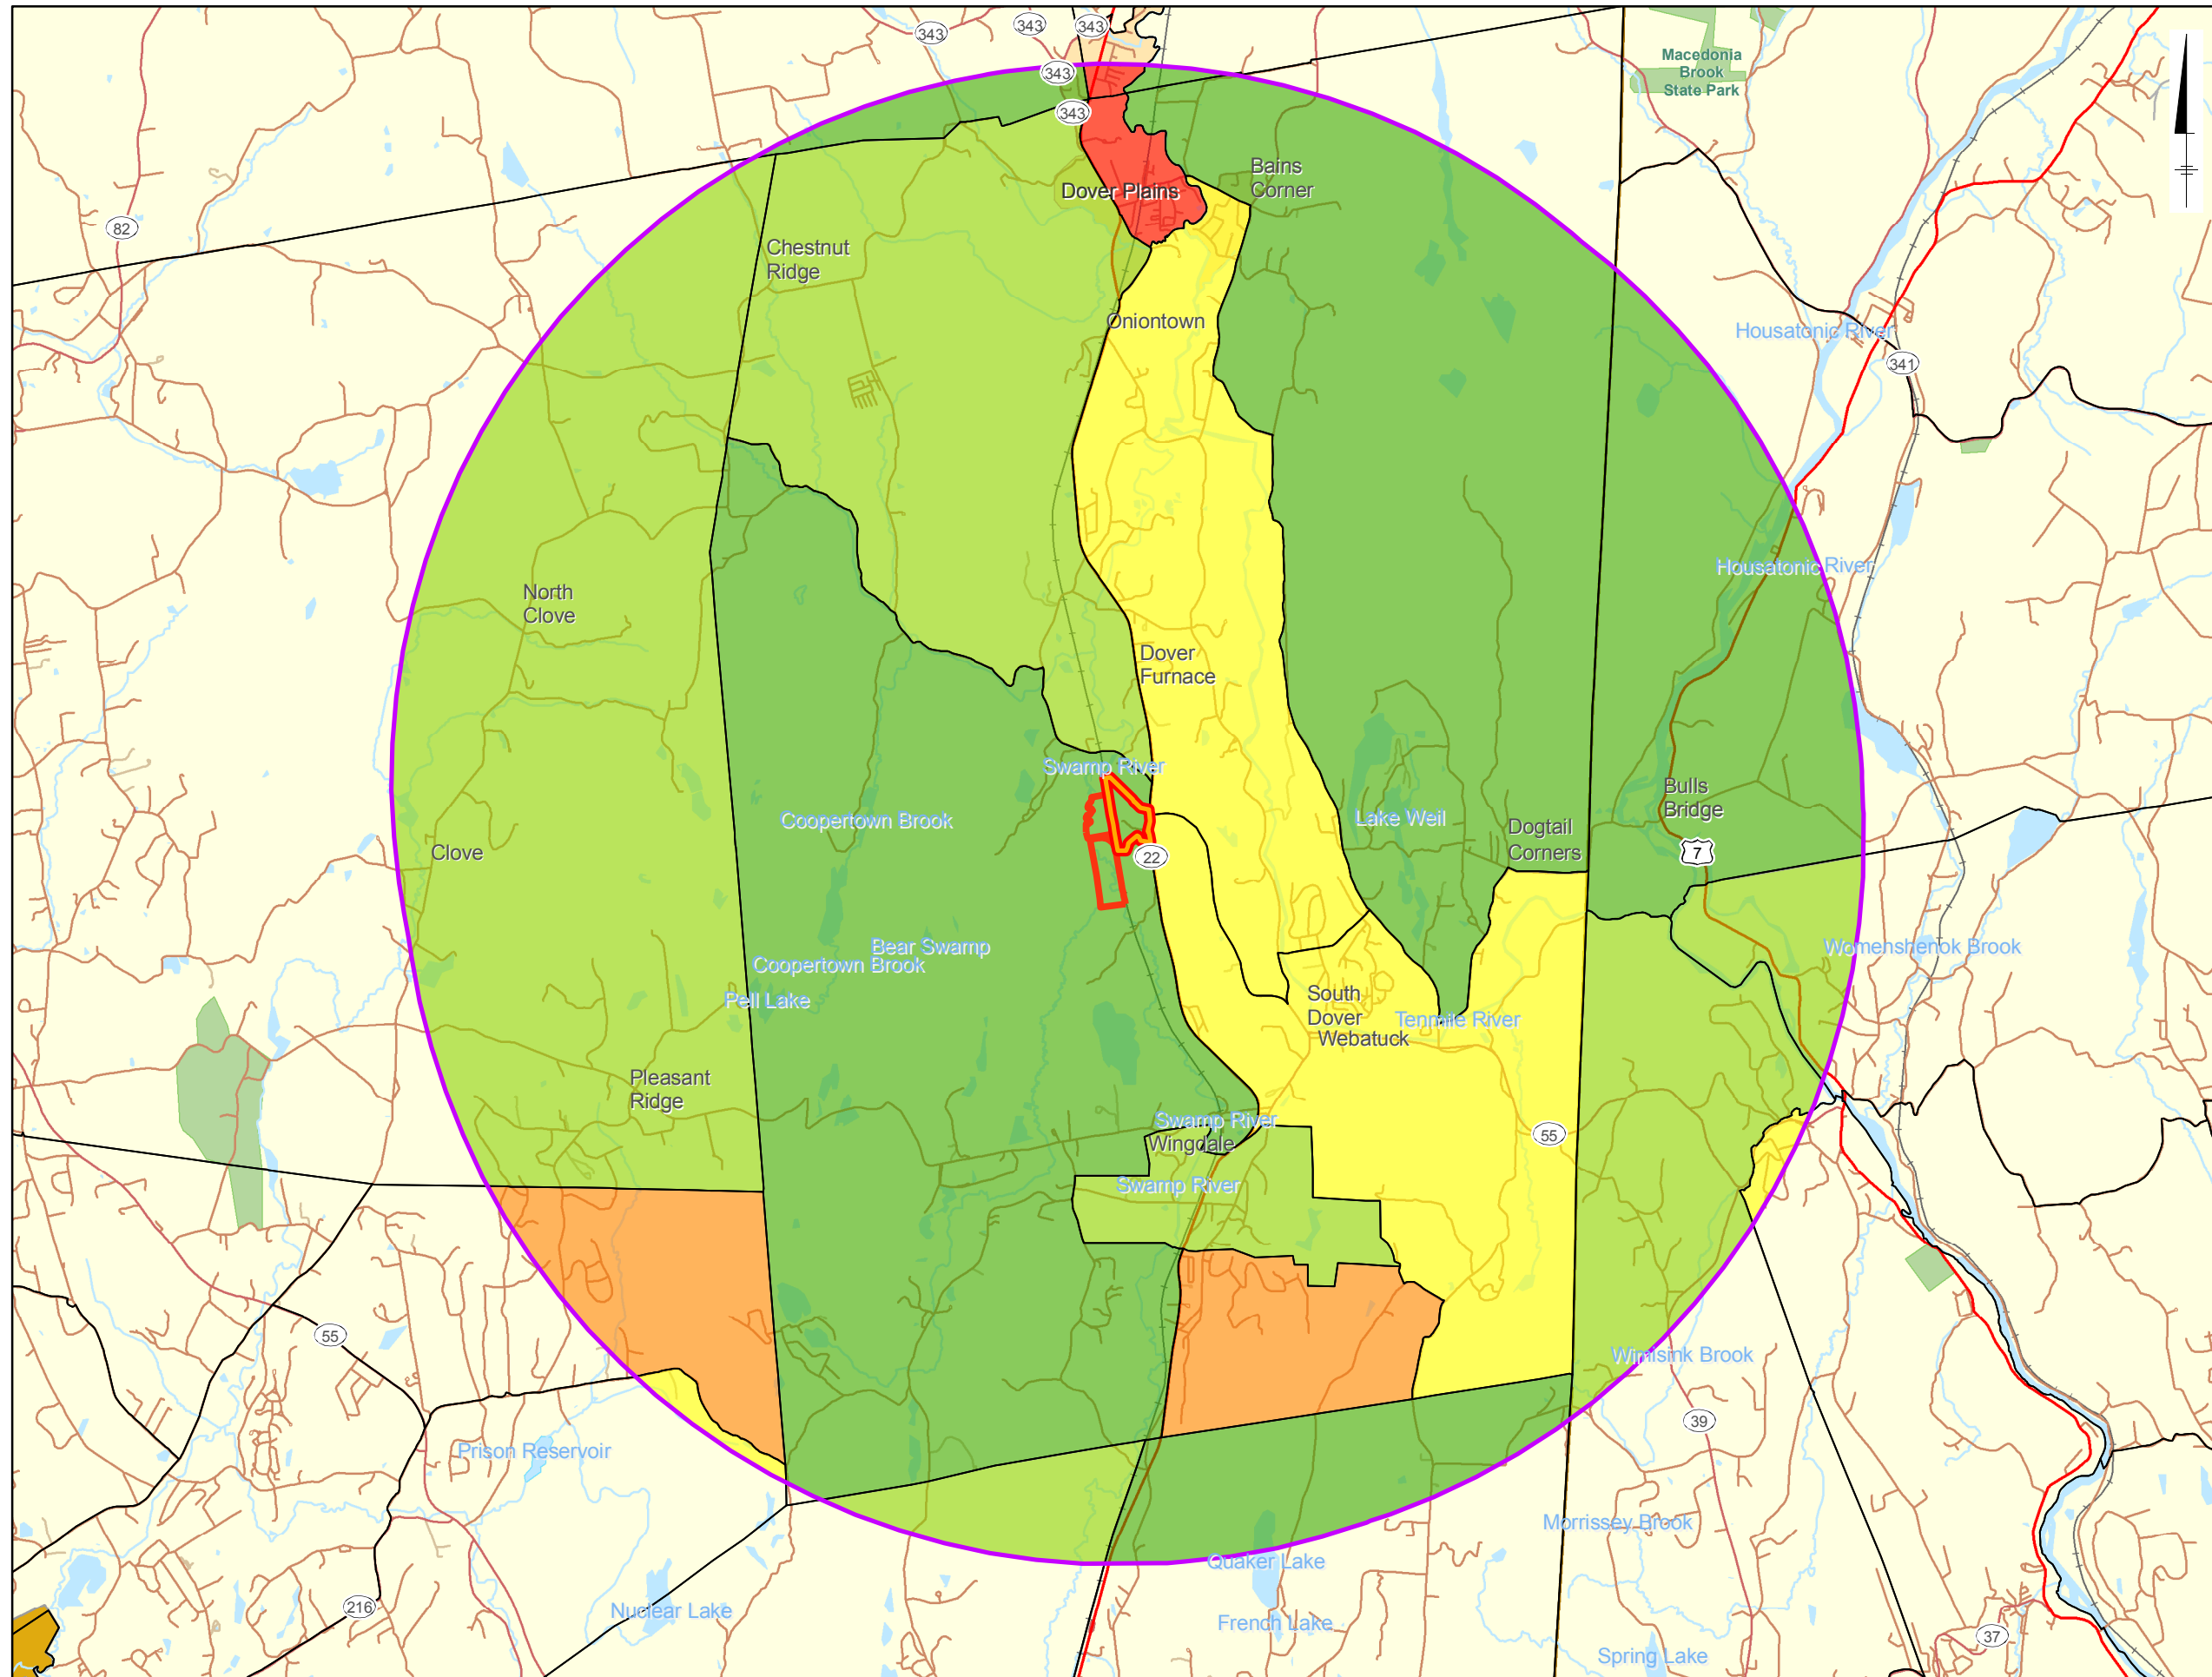 343
343
343
Macedonia
Brook
State Park
343
343
Bains
Corner
Dover Plains
82
Chestnut
Ridge
Oniontown
Housatonic River
341
Housatonic River
North
Clove
Dover
Furnace
Swamp River
Bulls
Bridge
Coopertown Brook
Lake Weil
Dogtail
Corners
Clove
22
7
Bear Swamp
Womenshenok Brook
Coopertown Brook
Pell Lake
South
Dover
Tenmile River
Webatuck
Pleasant
Ridge
Swamp River
Wingdale
55
Swamp River
55
Wimisink Brook
39
Prison Reservoir
Morrissey Brook
Quaker Lake
216
Nuclear Lake
French Lake
37
Spring Lake